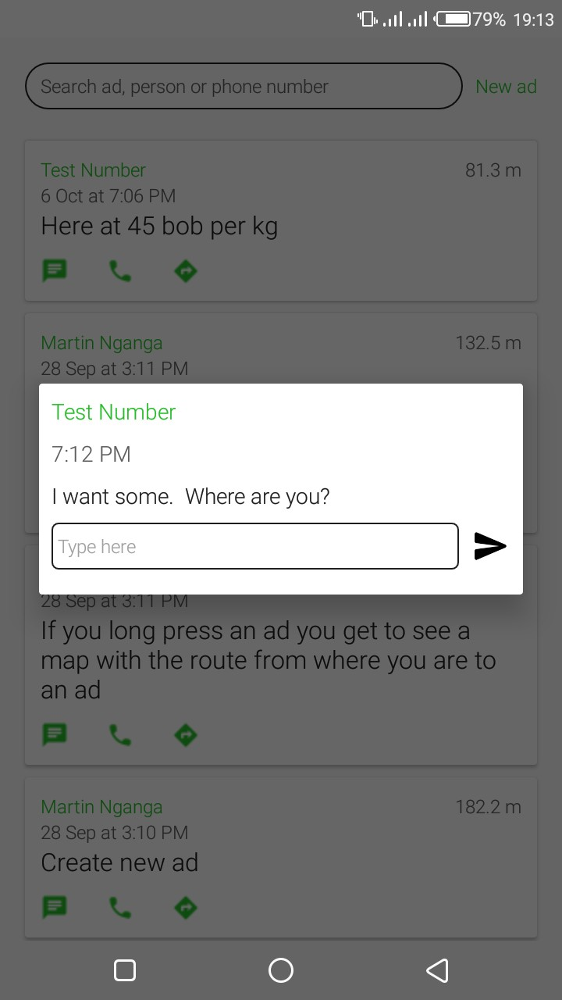 79% 19:13
Search ad, person or phone number
New ad
Test Number
81.3 m
6 Oct at 7:06 PM
Here at 45 bob per kg
Martin Nganga
132.5 m
28 Sep at 3:11 PM
Test Number
7:12 PM
I want some.  Where are you?
Type here
28 Sep at 3:11 PM
If you long press an ad you get to see a
map with the route from where you are to
an ad
Martin Nganga
182.2 m
28 Sep at 3:10 PM
Create new ad